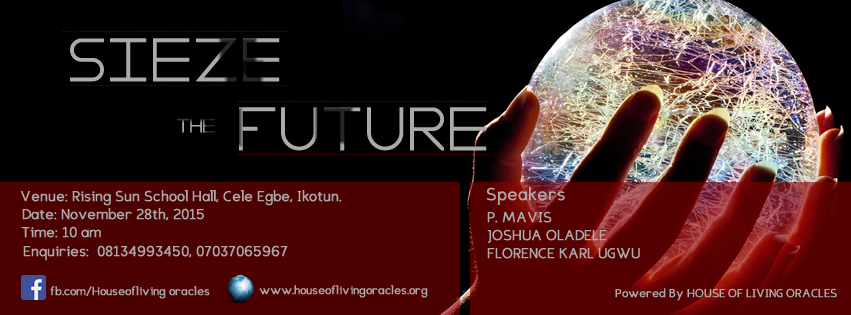 SIEZE
THE FUTURE
Venue: Rising Sun School Hall, Cele Egbe, Ikotun.
Date: November 28th, 2015
Time: 10 am
Enquiries: 08134993450, 07037065967
fb.com/Houseofliving oracles
www.houseoflivingoracles.org
Speakers
P. MAVIS
JOSHUA OLADELE
FLORENCE KARL UGWU
Powered By HOUSE OF LIVING ORACLES